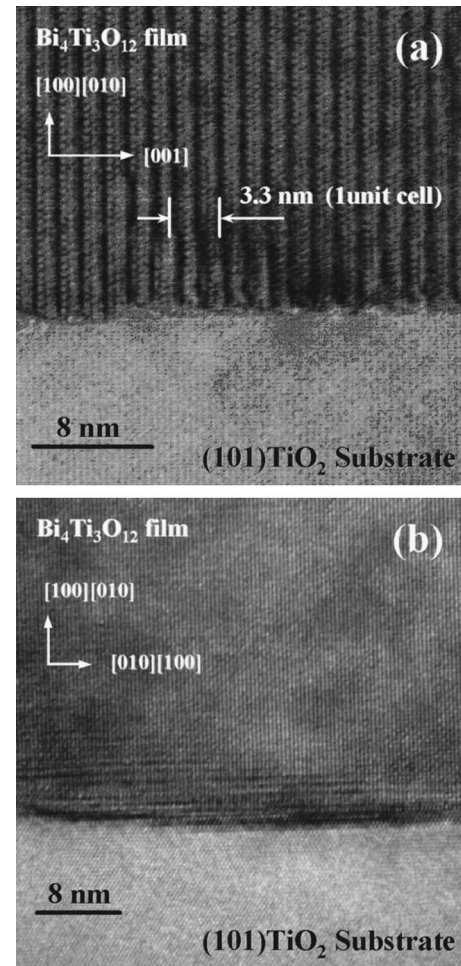 Bi₄Ti₃O₁₂ film
(a)
[100][010]
[001]
3.3 nm (1unit cell)
8 nm
(101)TiO₂ Substrate
Bi₄Ti₃O₁₂ film
(b)
[100][010]
[010][100]
8 nm
(101)TiO₂ Substrate